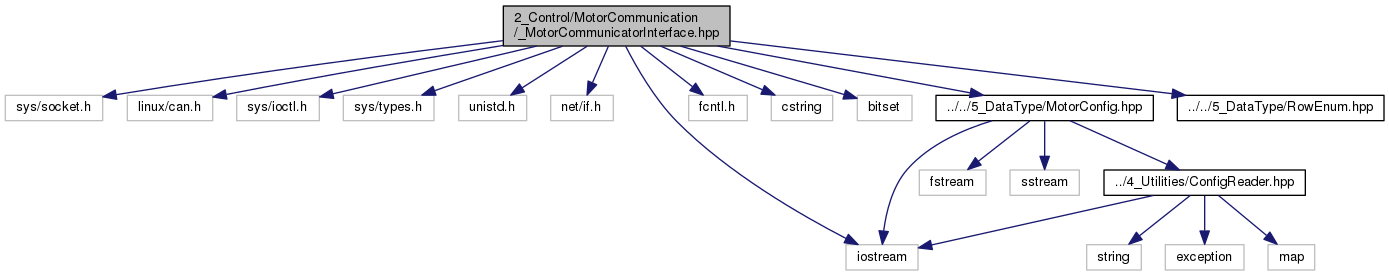 2_Control/MotorCommunication
/_MotorCommunicatorInterface.hpp
sys/socket.h
linux/can.h
sys/ioctl.h
sys/types.h
unistd.h
net/if.h
fcntl.h
cstring
bitset
../../5_DataType/MotorConfig.hpp
../../5_DataType/RowEnum.hpp
fstream
sstream
../4_Utilities/ConfigReader.hpp
iostream
string
exception
map